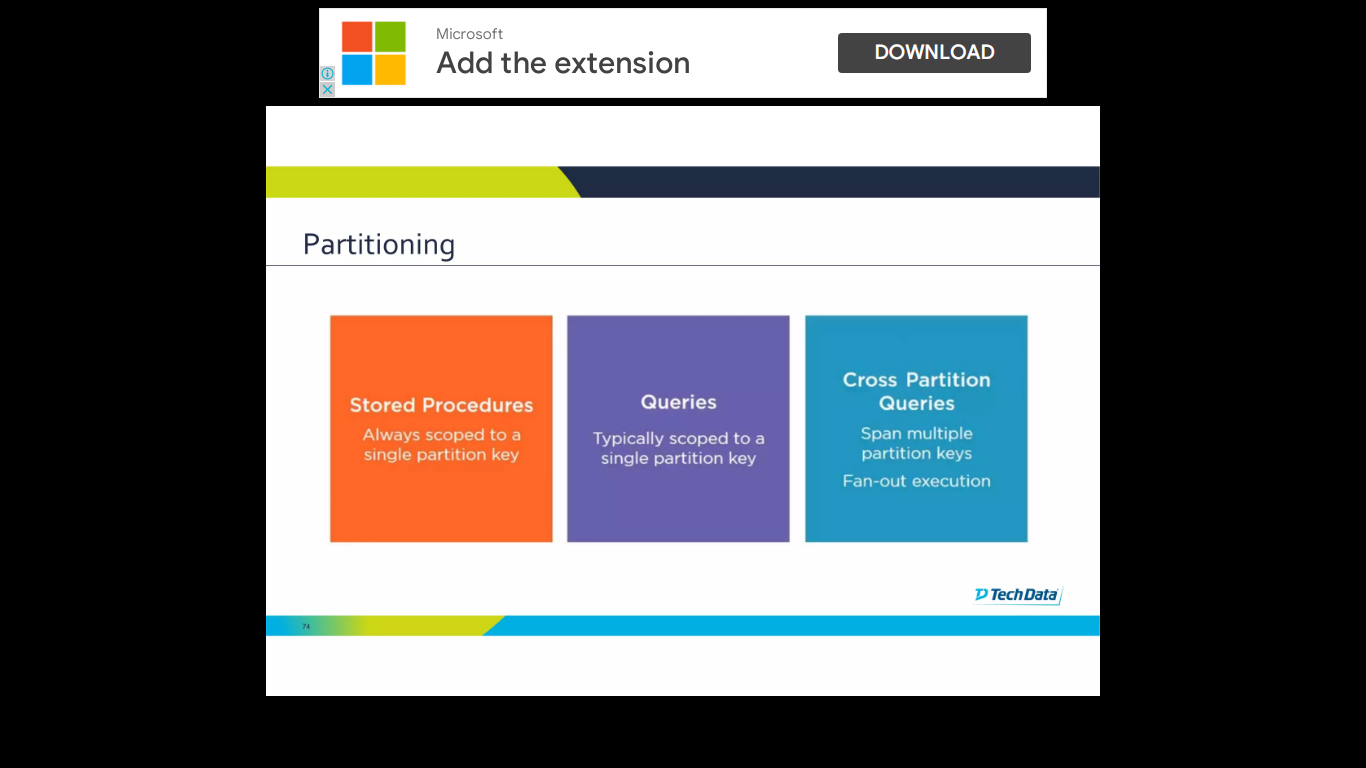 Microsoft
Add the extension
DOWNLOAD
Partitioning
Stored Procedures
Always scoped to a
single partition key
Queries
Typically scoped to a
single partition key
Cross Partition
Queries
Span multiple
partition keys
Fan-out execution
TechData
74